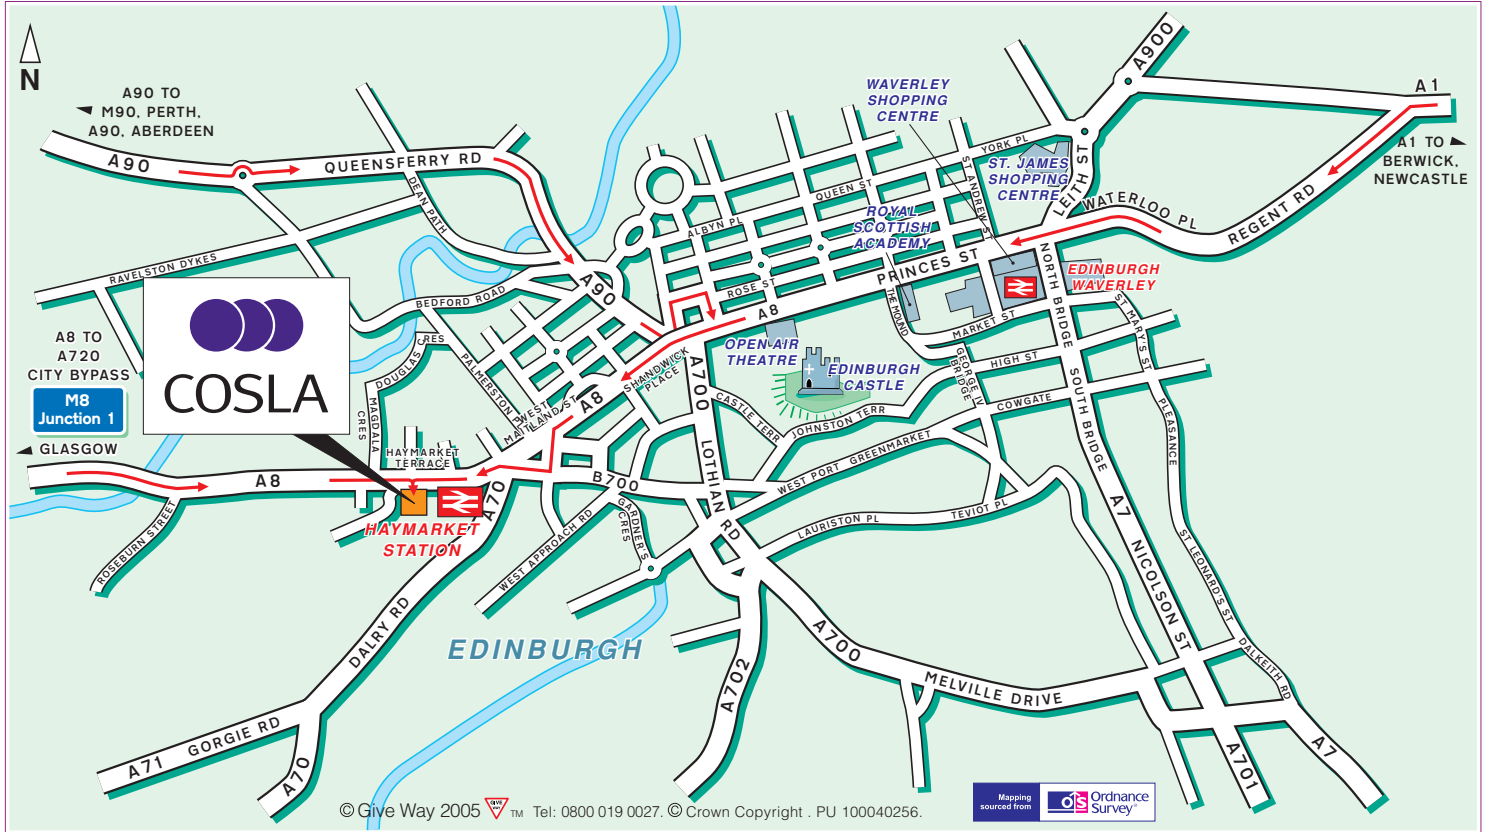 N
A90 TO
M90, PERTH,
A90, ABERDEEN
A90
QUEENSFERRY RD
DEAN PATH
RAVELSTON DYKES
BEDFORD ROAD
A90
ALBYN PL
QUEEN ST
ROSE ST
YORK PL
ST ANDREW ST
WAVERLEY
SHOPPING
CENTRE
ST. JAMES
SHOPPING
CENTRE
ROYAL
SCOTTISH
ACADEMY
LEITH ST
A900
A1
A1 TO
BERWICK,
NEWCASTLE
REGENT RD
WATERLOO PL
PRINCES ST
A8
NORTH BRIDGE
EDINBURGH
WAVERLEY
THE MOUND
MARKET ST
HIGH ST
ST MARY'S ST
OPEN AIR
THEATRE
EDINBURGH
CASTLE
GEORGE IV
BRIDGE
COWGATE
SOUTH BRIDGE
PLEASANCE
JOHNSTON TERR
CASTLE TERR
WEST PORT
GREENMARKET
LAURISTON PL
TEVIOT PL
A7
NICOLSON ST
ST LEONARD'S ST
DALKEITH RD
A7
A701
MELVILLE DRIVE
A700
A702
A700
LOTHIAN RD
SHANDWICK
PLACE
A8
WEST
MAITLAND ST
PALMERSTON P
DOUGLAS CRES
CRES
MAGDALA
CRES
COSLA
A8 TO
A720
CITY BYPASS
M8
Junction 1
GLASGOW
A8
HAYMARKET
TERRACE
HAYMARKET
STATION
A70
B700
GARDNER'S
CRES
WEST APPROACH RD
ROSEBURN STREET
DALRY RD
GORGIE RD
A71
A70
EDINBURGH
© Give Way 2005 GIVE WAY TM Tel: 0800 019 0027. © Crown Copyright . PU 100040256.
Mapping
sourced from
OS
Ordnance
Survey®